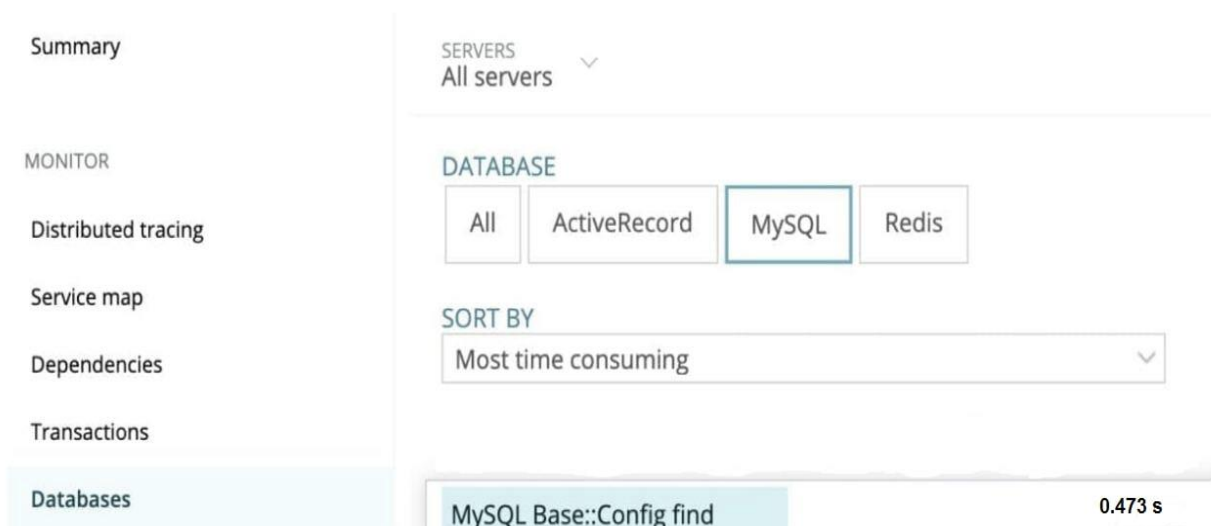 Summary
MONITOR
Distributed tracing
Service map
Dependencies
Transactions
Databases
SERVERS
All servers
DATABASE
All ActiveRecord MySQL Redis
SORT BY
Most time consuming
MySQL Base::Config find 0.473 s